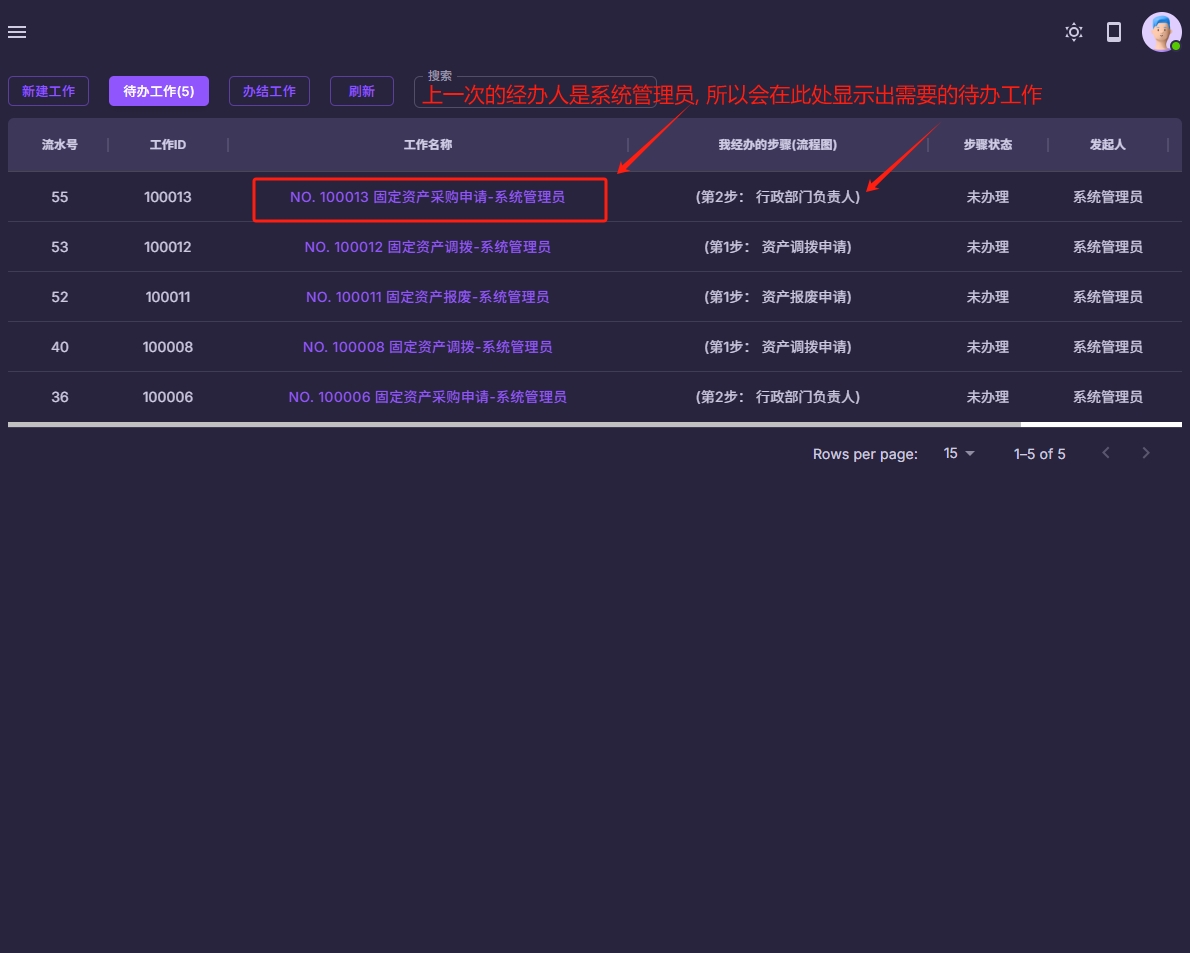 新建工作 待办工作(5) 办结工作 刷新 搜索
上一次的经办人是系统管理员, 所以会在此处显示出需要的待办工作
流水号 工作ID 工作名称 我经办的步骤(流程图) 步骤状态 发起人
55 100013 NO. 100013 固定资产采购申请-系统管理员 (第2步： 行政部门负责人) 未办理 系统管理员
53 100012 NO. 100012 固定资产调拨-系统管理员 (第1步： 资产调拨申请) 未办理 系统管理员
52 100011 NO. 100011 固定资产报废-系统管理员 (第1步： 资产报废申请) 未办理 系统管理员
40 100008 NO. 100008 固定资产调拨-系统管理员 (第1步： 资产调拨申请) 未办理 系统管理员
36 100006 NO. 100006 固定资产采购申请-系统管理员 (第2步： 行政部门负责人) 未办理 系统管理员
Rows per page: 15 1–5 of 5